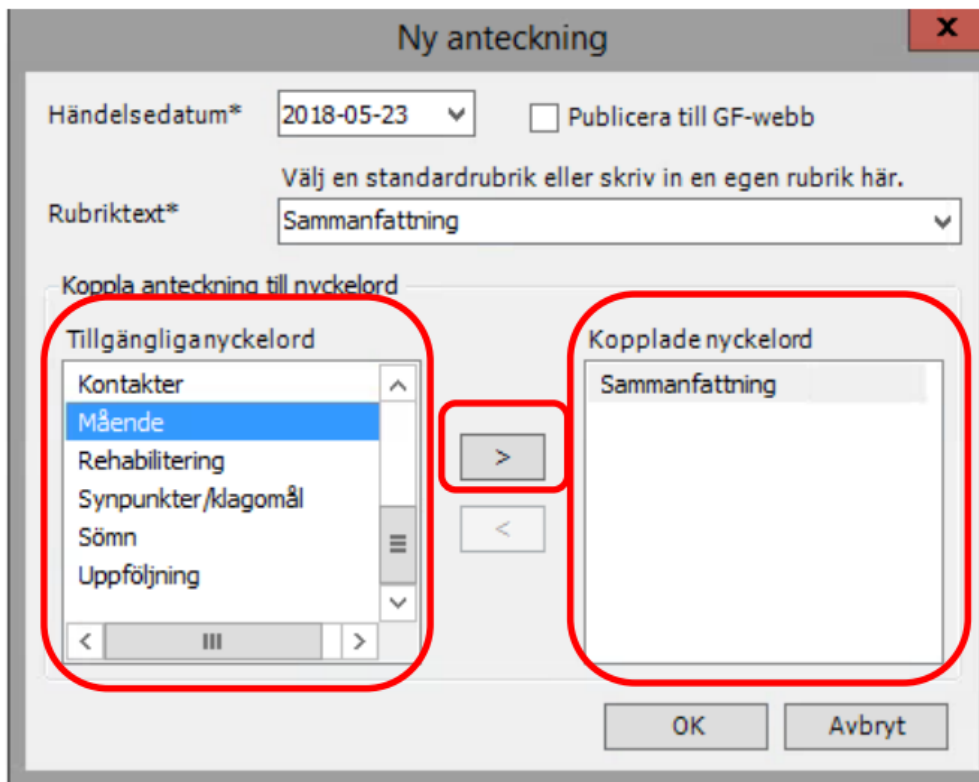 Ny anteckning
x
Händelsedatum* 2018-05-23 Publicera till GF-webb
Välj en standardrubrik eller skriv in en egen rubrik här.
Rubriktext* Sammanfattning
Koppla anteckning till nyckelord
Tillgängliga nyckelord
Kontakter
Mående
Rehabilitering
Synpunkter/klagomål
Sömn
Uppföljning
>
<
Kopplade nyckelord
Sammanfattning
OK Avbryt